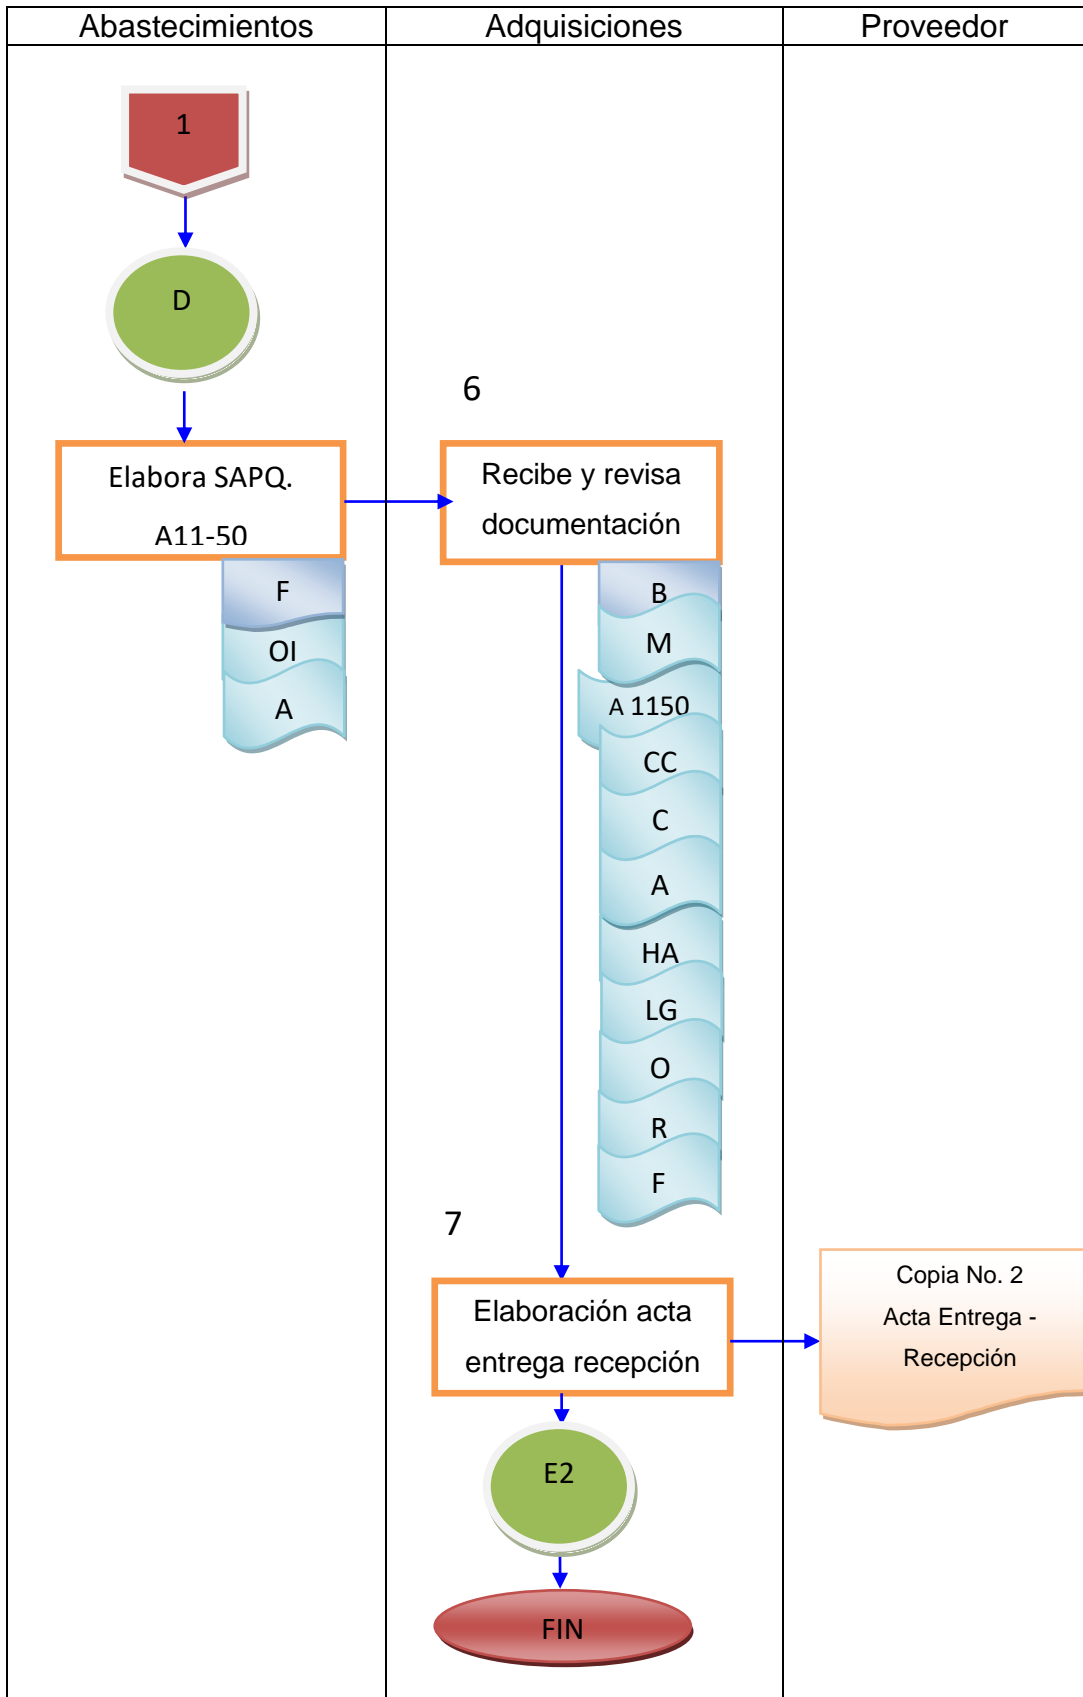 Abastecimientos
Adquisiciones
Proveedor
1
D
6
Elabora SAPQ.
A11-50
Recibe y revisa
documentación
F
OI
A
B
M
A 1150
CC
C
A
HA
LG
O
R
F
7
Elaboración acta
entrega recepción
Copia No. 2
Acta Entrega -
Recepción
E2
FIN